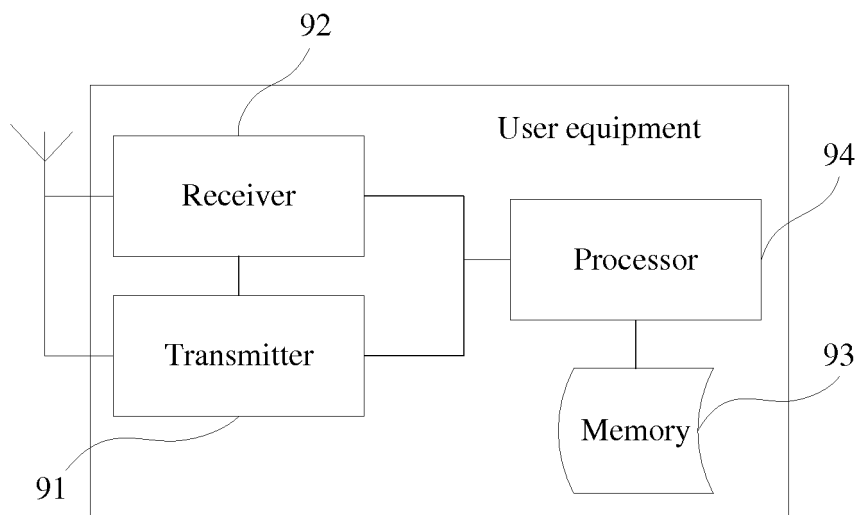 92
User equipment
94
Receiver
Processor
Transmitter
93
Memory
91